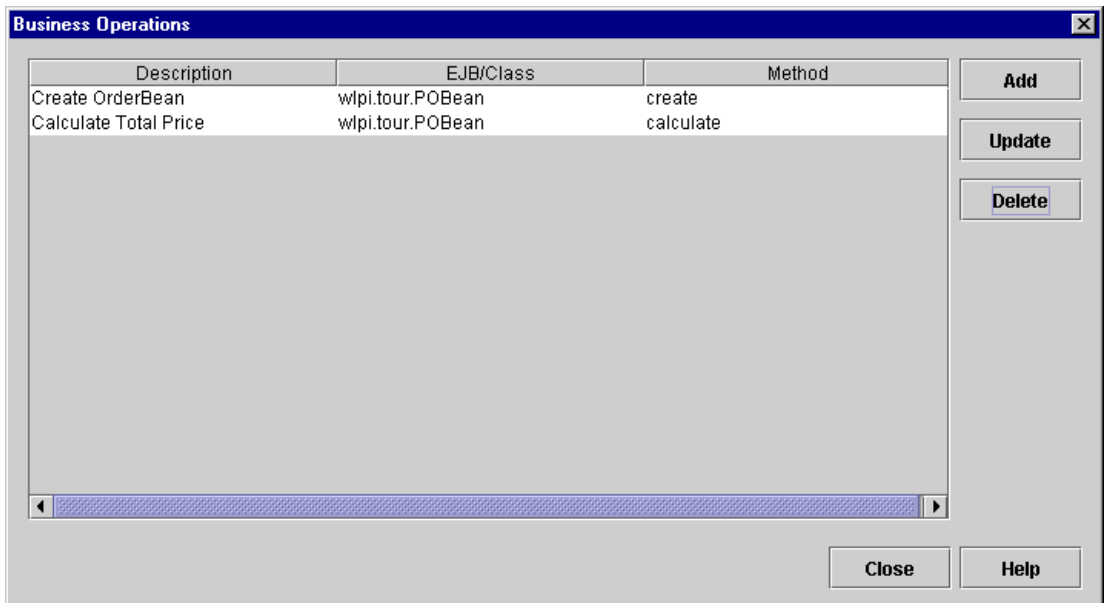 Business Operations
Description EJB/Class Method
Create OrderBean wlpi.tour.POBean create
Calculate Total Price wlpi.tour.POBean calculate
Add
Update
Delete
Close Help